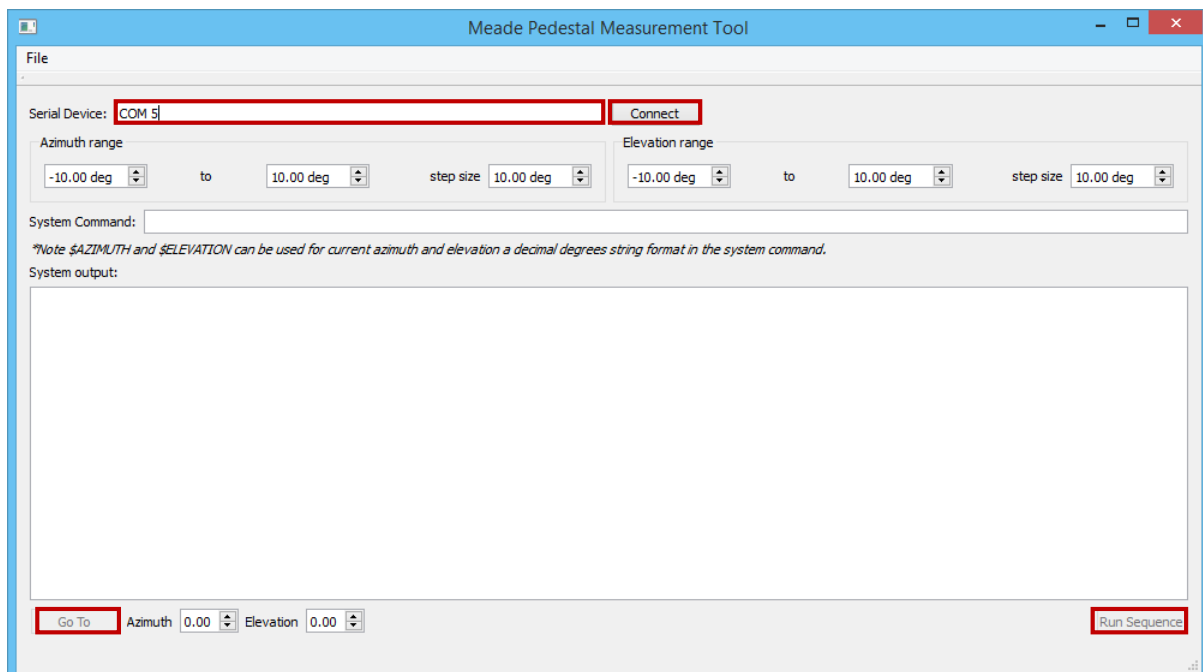 Meade Pedestal Measurement Tool
File
Serial Device: COM 5 Connect
Azimuth range Elevation range
-10.00 deg to 10.00 deg step size 10.00 deg -10.00 deg to 10.00 deg step size 10.00 deg
System Command:
*Note $AZIMUTH and $ELEVATION can be used for current azimuth and elevation a decimal degrees string format in the system command.
System output:
Go To Azimuth 0.00 Elevation 0.00 Run Sequence